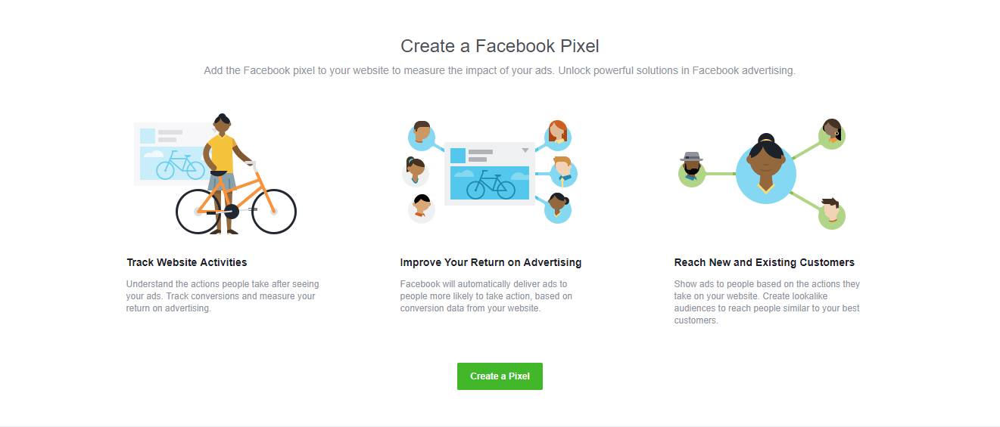 Create a Facebook Pixel
Add the Facebook pixel to your website to measure the impact of your ads. Unlock powerful solutions in Facebook advertising.
Track Website Activities
Understand the actions people take after seeing
your ads. Track conversions and measure your
return on advertising.
Improve Your Return on Advertising
Facebook will automatically deliver ads to
people more likely to take action, based on
conversion data from your website.
Reach New and Existing Customers
Show ads to people based on the actions they
take on your website. Create lookalike
audiences to reach people similar to your best
customers.
Create a Pixel